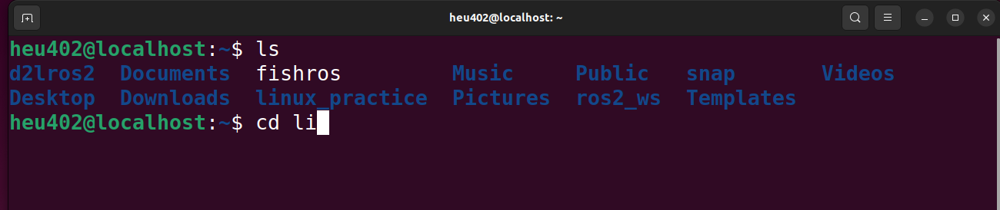 heu402@localhost: ~
heu402@localhost:~$ ls
d2lros2  Documents  fishros         Music     Public   snap       Videos
Desktop  Downloads  linux_practice  Pictures  ros2_ws  Templates
heu402@localhost:~$ cd li